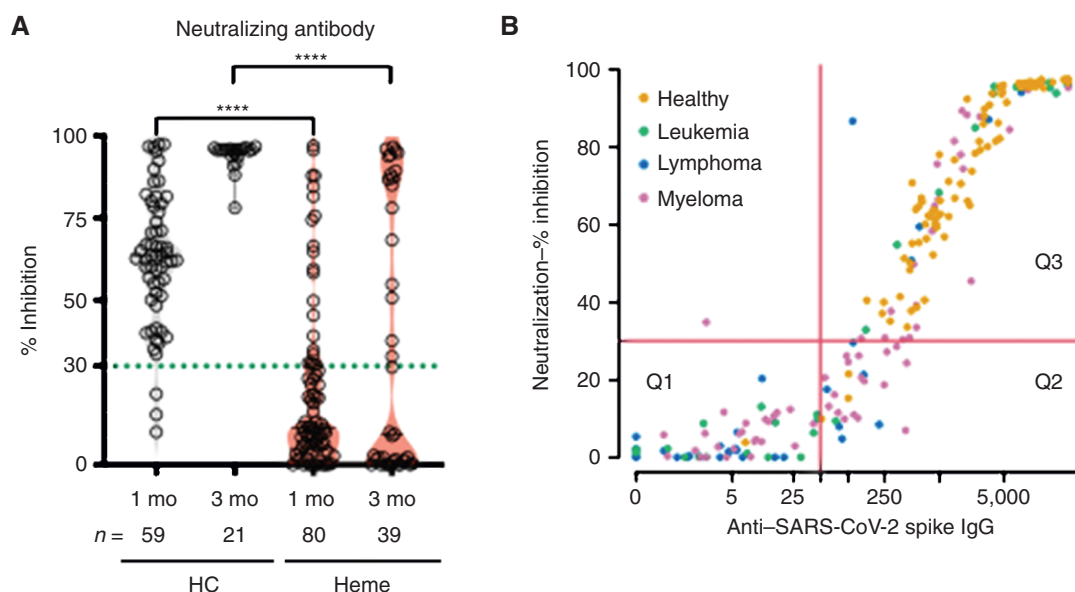 A
Neutralizing antibody
****
****
% Inhibition
100
75
50
30
0
1 mo 3 mo 1 mo 3 mo
n = 59 21 80 39
HC Heme
B
Neutralization–% inhibition
100
80
60
40
20
0
Healthy
Leukemia
Lymphoma
Myeloma
Q3
Q1 Q2
0 5 25 250 5,000
Anti–SARS-CoV-2 spike IgG